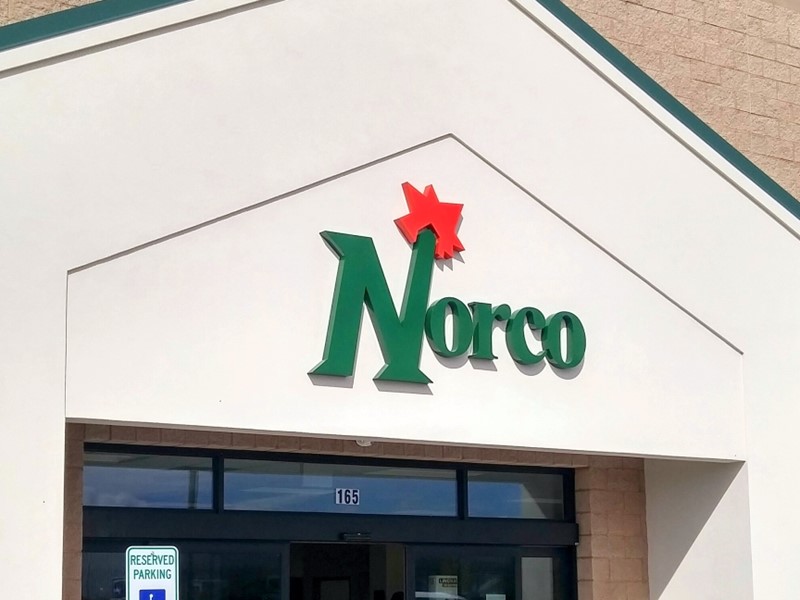 Norco
165
RESERVED
PARKING